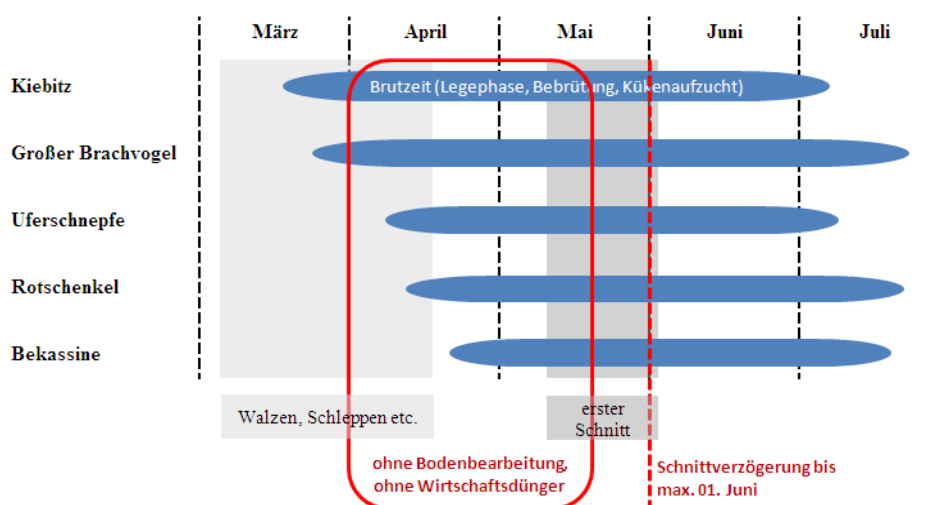 März April Mai Juni Juli
Kiebitz
Brutzeit (Legephase, Bebrütung, Kükenaufzucht)
Großer Brachvogel
Uferschnepfe
Rotschenkel
Bekassine
Walzen, Schleppen etc.
erster
Schnitt
ohne Bodenbearbeitung,
ohne Wirtschaftsdünger
Schnittverzögerung bis
max. 01. Juni